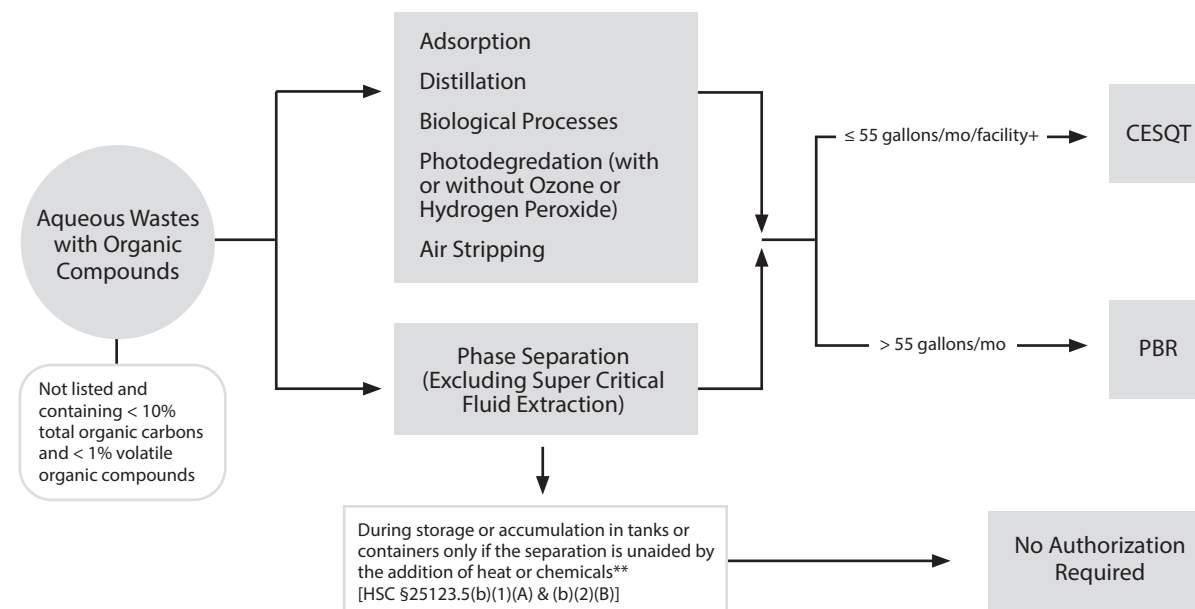 Aqueous Wastes
with Organic
Compounds
Not listed and
containing < 10%
total organic carbons
and < 1% volatile
organic compounds
Adsorption
Distillation
Biological Processes
Photodegredation (with
or without Ozone or
Hydrogen Peroxide)
Air Stripping
Phase Separation
(Excluding Super Critical
Fluid Extraction)
≤ 55 gallons/mo/facility+
CESQT
> 55 gallons/mo
PBR
During storage or accumulation in tanks or
containers only if the separation is unaided by
the addition of heat or chemicals**
[HSC §25123.5(b)(1)(A) & (b)(2)(B)]
No Authorization
Required